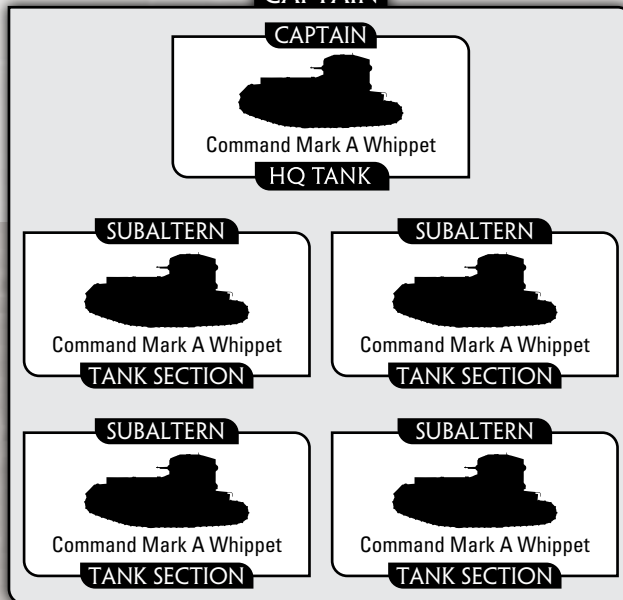 CAPTAIN
CAPTAIN
Command Mark A Whippet
HQ TANK
SUBALTERN
SUBALTERN
Command Mark A Whippet
Command Mark A Whippet
TANK SECTION
TANK SECTION
SUBALTERN
SUBALTERN
Command Mark A Whippet
Command Mark A Whippet
TANK SECTION
TANK SECTION